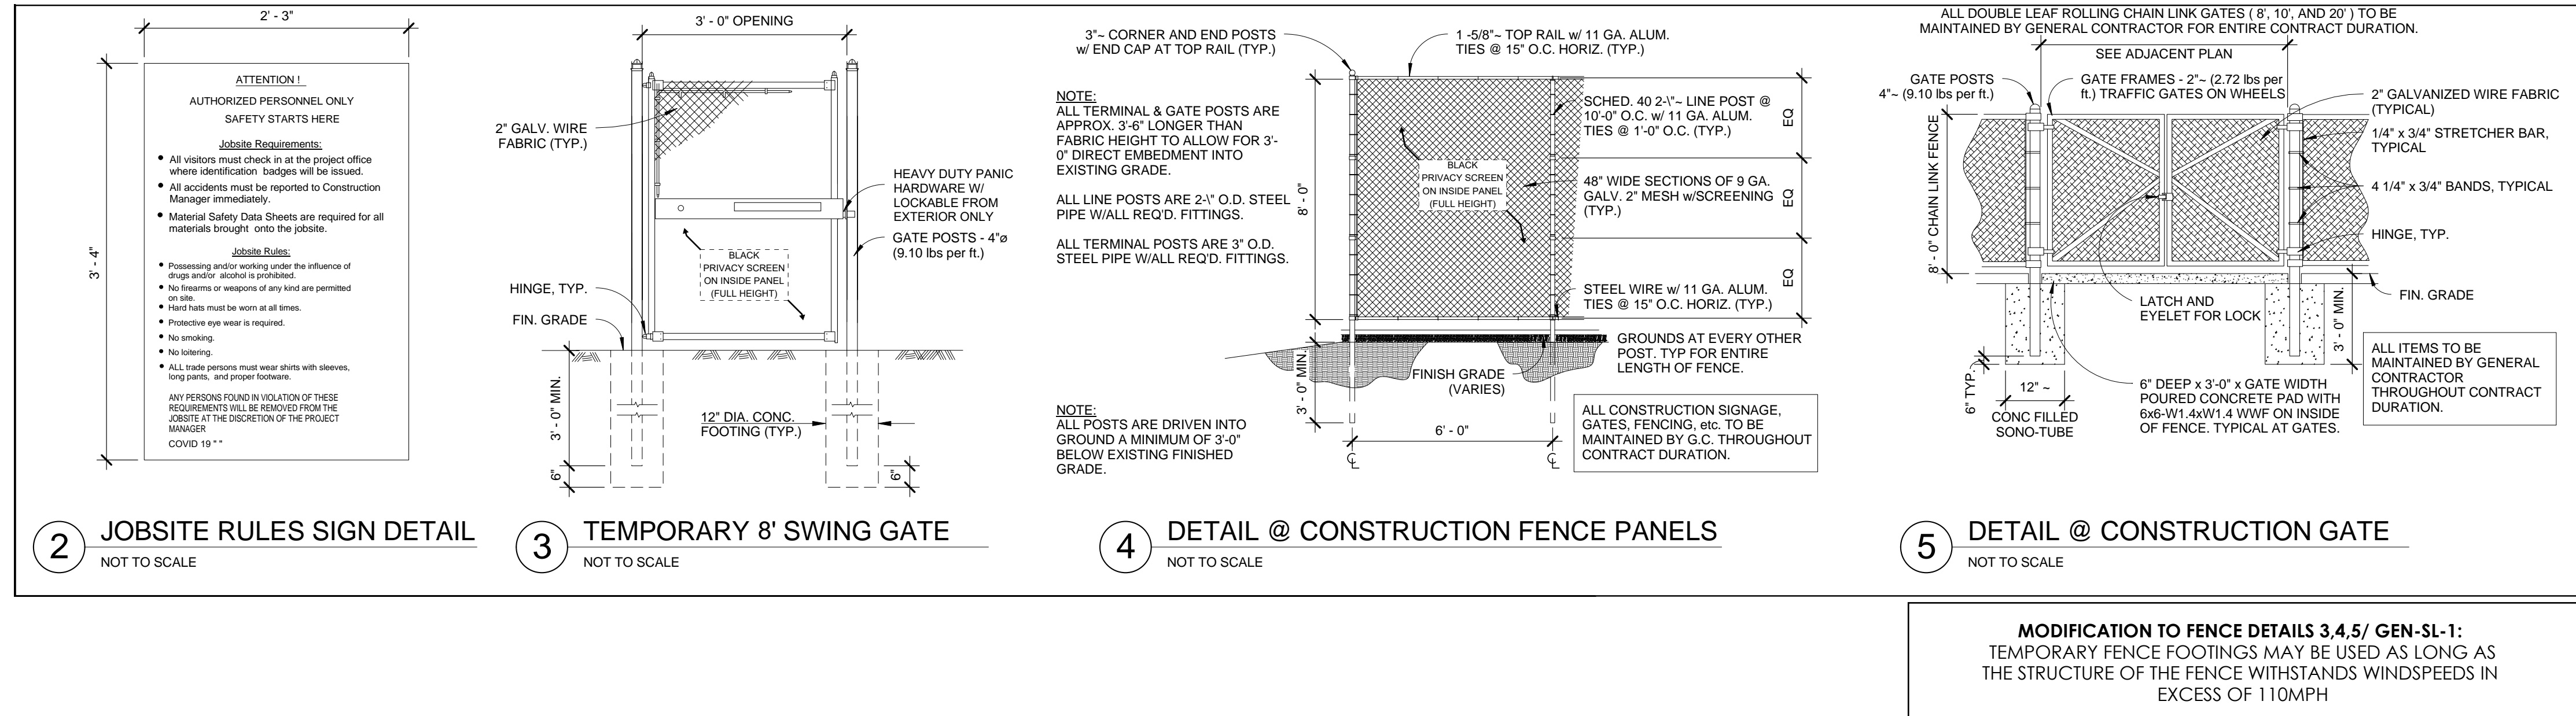 2' - 3"
3' - 4"
ATTENTION !
AUTHORIZED PERSONNEL ONLY
SAFETY STARTS HERE
Jobsite Requirements:
• All visitors must check in at the project office
where identification badges will be issued.
• All accidents must be reported to Construction
Manager immediately.
• Material Safety Data Sheets are required for all
materials brought onto the jobsite.
Jobsite Rules:
• Possessing and/or working under the influence of
drugs and/or alcohol is prohibited.
• No firearms or weapons of any kind are permitted
on site.
• Hard hats must be worn at all times.
• Protective eye wear is required.
• No smoking.
• No loitering.
• ALL trade persons must wear shirts with sleeves,
long pants, and proper footware.
ANY PERSONS FOUND IN VIOLATION OF THESE
REQUIREMENTS WILL BE REMOVED FROM THE
JOBSITE AT THE DISCRETION OF THE PROJECT
MANAGER
COVID 19 " "
2
JOBSITE RULES SIGN DETAIL
NOT TO SCALE
3' - 0" OPENING
2" GALV. WIRE
FABRIC (TYP.)
HEAVY DUTY PANIC
HARDWARE W/
LOCKABLE FROM
EXTERIOR ONLY
GATE POSTS - 4"ø
(9.10 lbs per ft.)
BLACK
PRIVACY SCREEN
ON INSIDE PANEL
(FULL HEIGHT)
HINGE, TYP.
FIN. GRADE
3' - 0" MIN.
6"
12" DIA. CONC.
FOOTING (TYP.)
6"
3
TEMPORARY 8' SWING GATE
NOT TO SCALE
3"~ CORNER AND END POSTS
w/ END CAP AT TOP RAIL (TYP.)
1 -5/8"~ TOP RAIL w/ 11 GA. ALUM.
TIES @ 15" O.C. HORIZ. (TYP.)
NOTE:
ALL TERMINAL & GATE POSTS ARE
APPROX. 3'-6" LONGER THAN
FABRIC HEIGHT TO ALLOW FOR 3'-
0" DIRECT EMBEDMENT INTO
EXISTING GRADE.
ALL LINE POSTS ARE 2-\" O.D. STEEL
PIPE W/ALL REQ'D. FITTINGS.
ALL TERMINAL POSTS ARE 3" O.D.
STEEL PIPE W/ALL REQ'D. FITTINGS.
NOTE:
ALL POSTS ARE DRIVEN INTO
GROUND A MINIMUM OF 3'-0"
BELOW EXISTING FINISHED
GRADE.
8' - 0"
3' - 0" MIN.
BLACK
PRIVACY SCREEN
ON INSIDE PANEL
(FULL HEIGHT)
SCHED. 40 2-\"~ LINE POST @
10'-0" O.C. w/ 11 GA. ALUM.
TIES @ 1'-0" O.C. (TYP.)
48" WIDE SECTIONS OF 9 GA.
GALV. 2" MESH w/SCREENING
(TYP.)
STEEL WIRE w/ 11 GA. ALUM.
TIES @ 15" O.C. HORIZ. (TYP.)
EQ
EQ
EQ
GROUNDS AT EVERY OTHER
POST. TYP FOR ENTIRE
LENGTH OF FENCE.
FINISH GRADE
(VARIES)
6' - 0"
CL
CL
ALL CONSTRUCTION SIGNAGE,
GATES, FENCING, etc. TO BE
MAINTAINED BY G.C. THROUGHOUT
CONTRACT DURATION.
4
DETAIL @ CONSTRUCTION FENCE PANELS
NOT TO SCALE
ALL DOUBLE LEAF ROLLING CHAIN LINK GATES ( 8', 10', AND 20' ) TO BE
MAINTAINED BY GENERAL CONTRACTOR FOR ENTIRE CONTRACT DURATION.
SEE ADJACENT PLAN
GATE POSTS
4"~ (9.10 lbs per ft.)
GATE FRAMES - 2"~ (2.72 lbs per
ft.) TRAFFIC GATES ON WHEELS
2" GALVANIZED WIRE FABRIC
(TYPICAL)
1/4" x 3/4" STRETCHER BAR,
TYPICAL
4 1/4" x 3/4" BANDS, TYPICAL
HINGE, TYP.
8' - 0" CHAIN LINK FENCE
FIN. GRADE
LATCH AND
EYELET FOR LOCK
3' - 0" MIN.
6" TYP.
12" ~
CONC FILLED
SONO-TUBE
6" DEEP x 3'-0" x GATE WIDTH
POURED CONCRETE PAD WITH
6x6-W1.4xW1.4 WWF ON INSIDE
OF FENCE. TYPICAL AT GATES.
ALL ITEMS TO BE
MAINTAINED BY GENERAL
CONTRACTOR
THROUGHOUT CONTRACT
DURATION.
5
DETAIL @ CONSTRUCTION GATE
NOT TO SCALE
MODIFICATION TO FENCE DETAILS 3,4,5/ GEN-SL-1:
TEMPORARY FENCE FOOTINGS MAY BE USED AS LONG AS
THE STRUCTURE OF THE FENCE WITHSTANDS WINDSPEEDS IN
EXCESS OF 110MPH